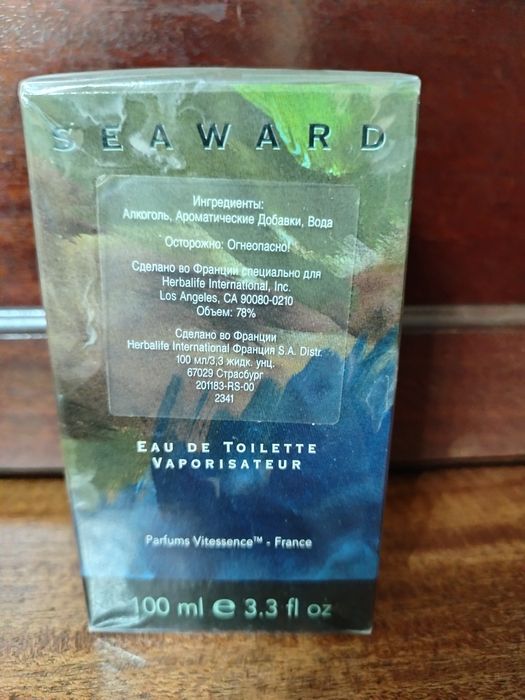 SEAWARD
Ингредиенты:
Алкоголь, Ароматические Добавки, Вода
Осторожно: Огнеопасно!
Сделано во Франции специально для
Herbalife International, Inc.
Los Angeles, CA 90080-0210
Объем: 78%
Сделано во Франции
Herbalife International Франция S.A. Distr.
100 мл/3,3 жидк. унц.
67029 Страсбург
201183-RS-00
2341
EAU DE TOILETTE
VAPORISATEUR
Parfums Vitessence™ - France
100 ml e 3.3 fl oz